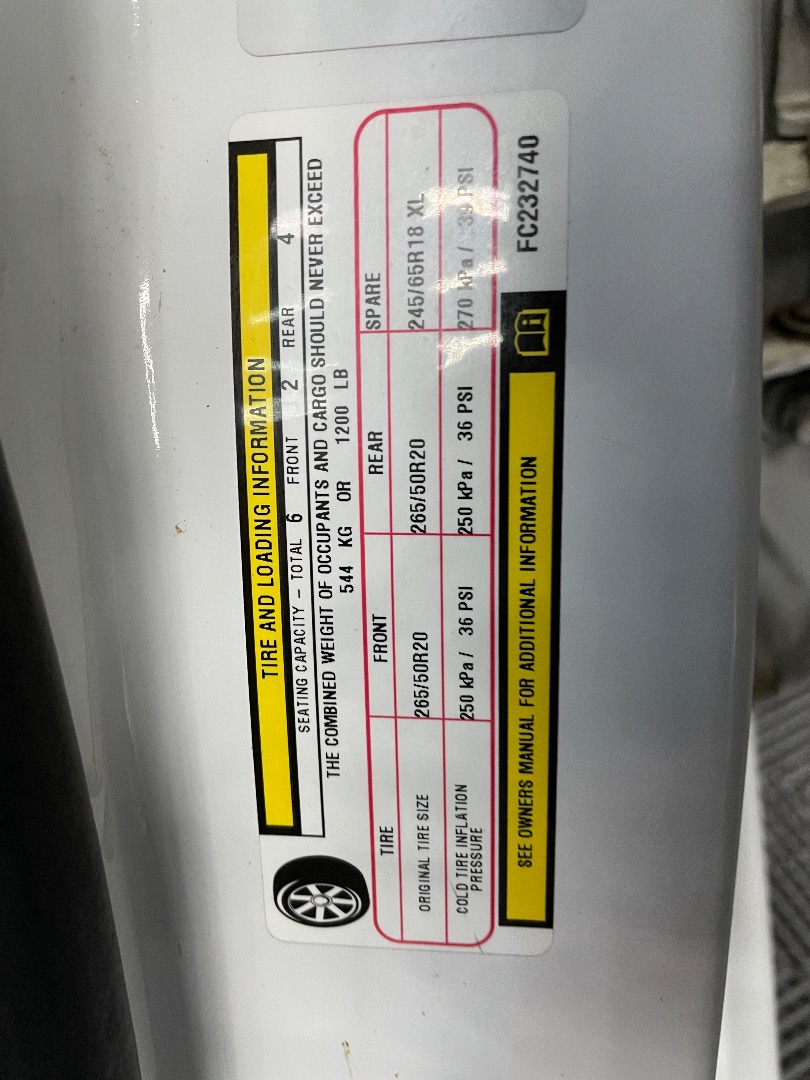 TIRE AND LOADING INFORMATION
SEATING CAPACITY – TOTAL 6 FRONT 2 REAR 4
THE COMBINED WEIGHT OF OCCUPANTS AND CARGO SHOULD NEVER EXCEED
544 KG OR 1200 LB
TIRE FRONT REAR SPARE
ORIGINAL TIRE SIZE 265/50R20 265/50R20 245/65R18 XL
COLD TIRE INFLATION PRESSURE 250 kPa / 36 PSI 250 kPa / 36 PSI 270 kPa / 39 PSI
SEE OWNERS MANUAL FOR ADDITIONAL INFORMATION
FC232740